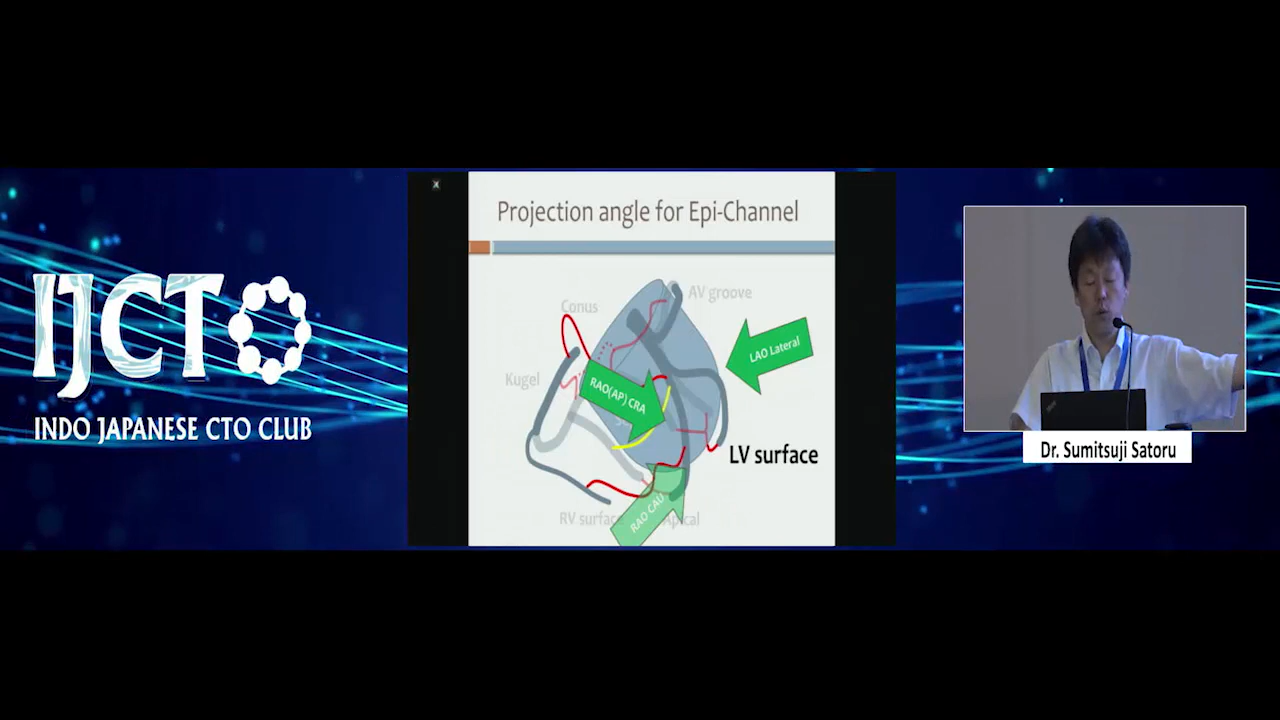 IJCTO
INDO JAPANESE CTO CLUB
Projection angle for Epi-Channel
AV groove
Conus
LAO Lateral
Kugel
RAO(AP) CRA
LV surface
RAO CAU
RV surface
Apical
Dr. Sumitsuji Satoru